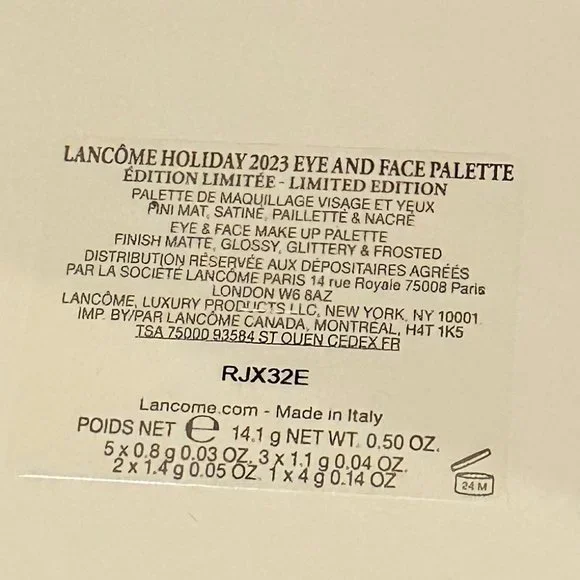 LANCÔME HOLIDAY 2023 EYE AND FACE PALETTE
ÉDITION LIMITÉE - LIMITED EDITION
PALETTE DE MAQUILLAGE VISAGE ET YEUX
FINI MAT, SATINÉ, PAILLETTÉ & NACRÉ
EYE & FACE MAKE UP PALETTE
FINISH MATTE, GLOSSY, GLITTERY & FROSTED
DISTRIBUTION RÉSERVÉE AUX DÉPOSITAIRES AGRÉÉS
PAR LA SOCIÉTÉ LANCÔME PARIS 14 rue Royale 75008 Paris
LONDON W6 8AZ
LANCÔME, LUXURY PRODUCTS LLC, NEW YORK, NY 10001
IMP. BY/PAR LANCÔME CANADA, MONTRÉAL, H4T 1K5
TSA 75000 93584 ST OUEN CEDEX FR
RJX32E
Lancome.com - Made in Italy
POIDS NET ℮ 14.1 g NET WT. 0.50 OZ.
5 x 0.8 g 0.03 OZ. 3 x 1.1 g 0.04 OZ.
2 x 1.4 g 0.05 OZ. 1 x 4 g 0.14 OZ
24 M